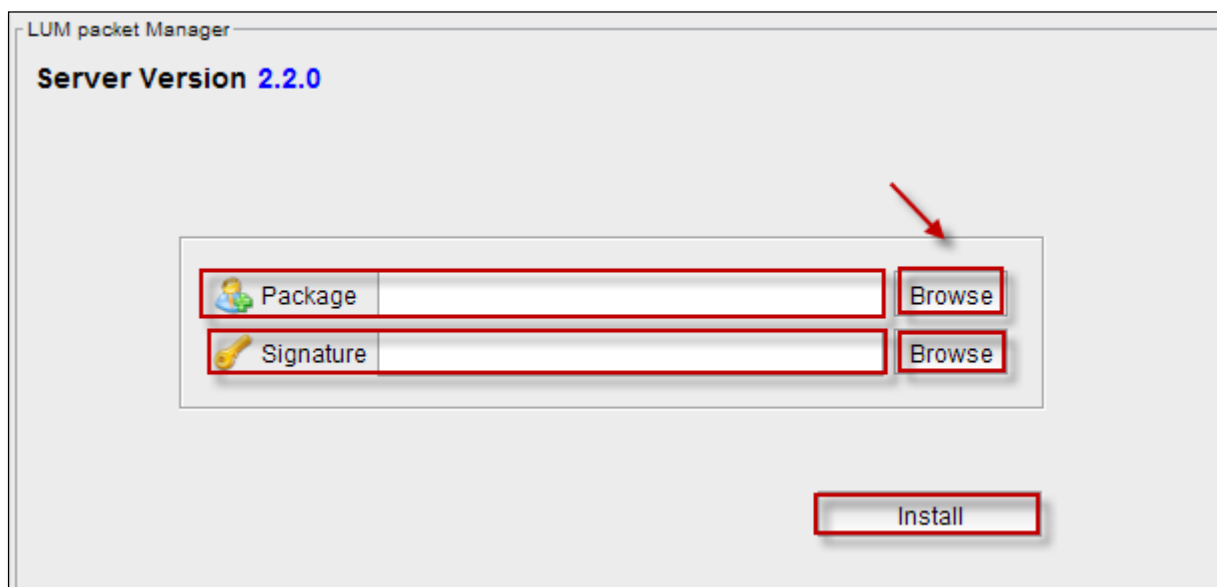 LUM packet Manager
Server Version 2.2.0
Package Browse
Signature Browse
Install